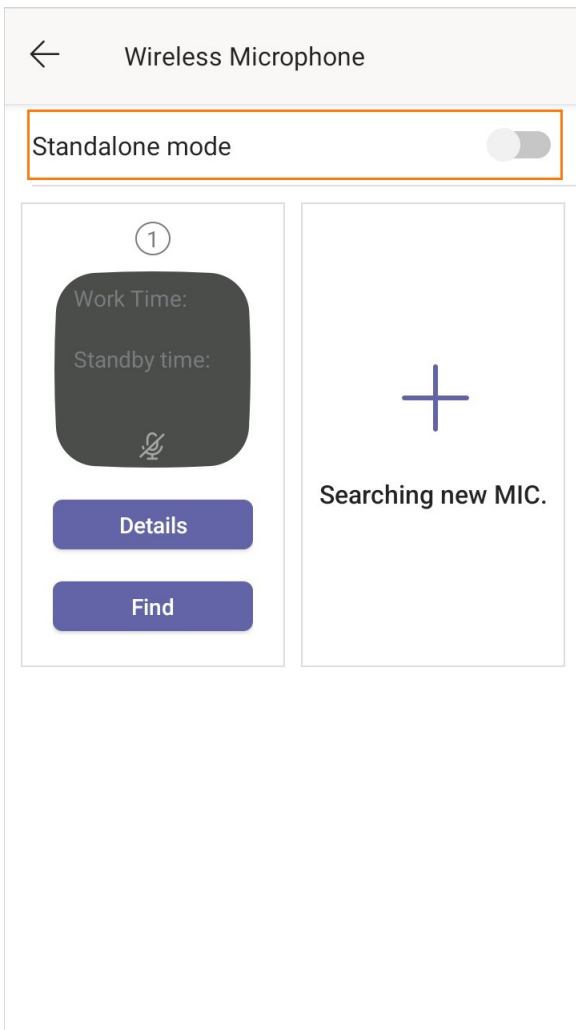 Wireless Microphone
Standalone mode
1
Work Time:
Standby time:
Details
Find
Searching new MIC.